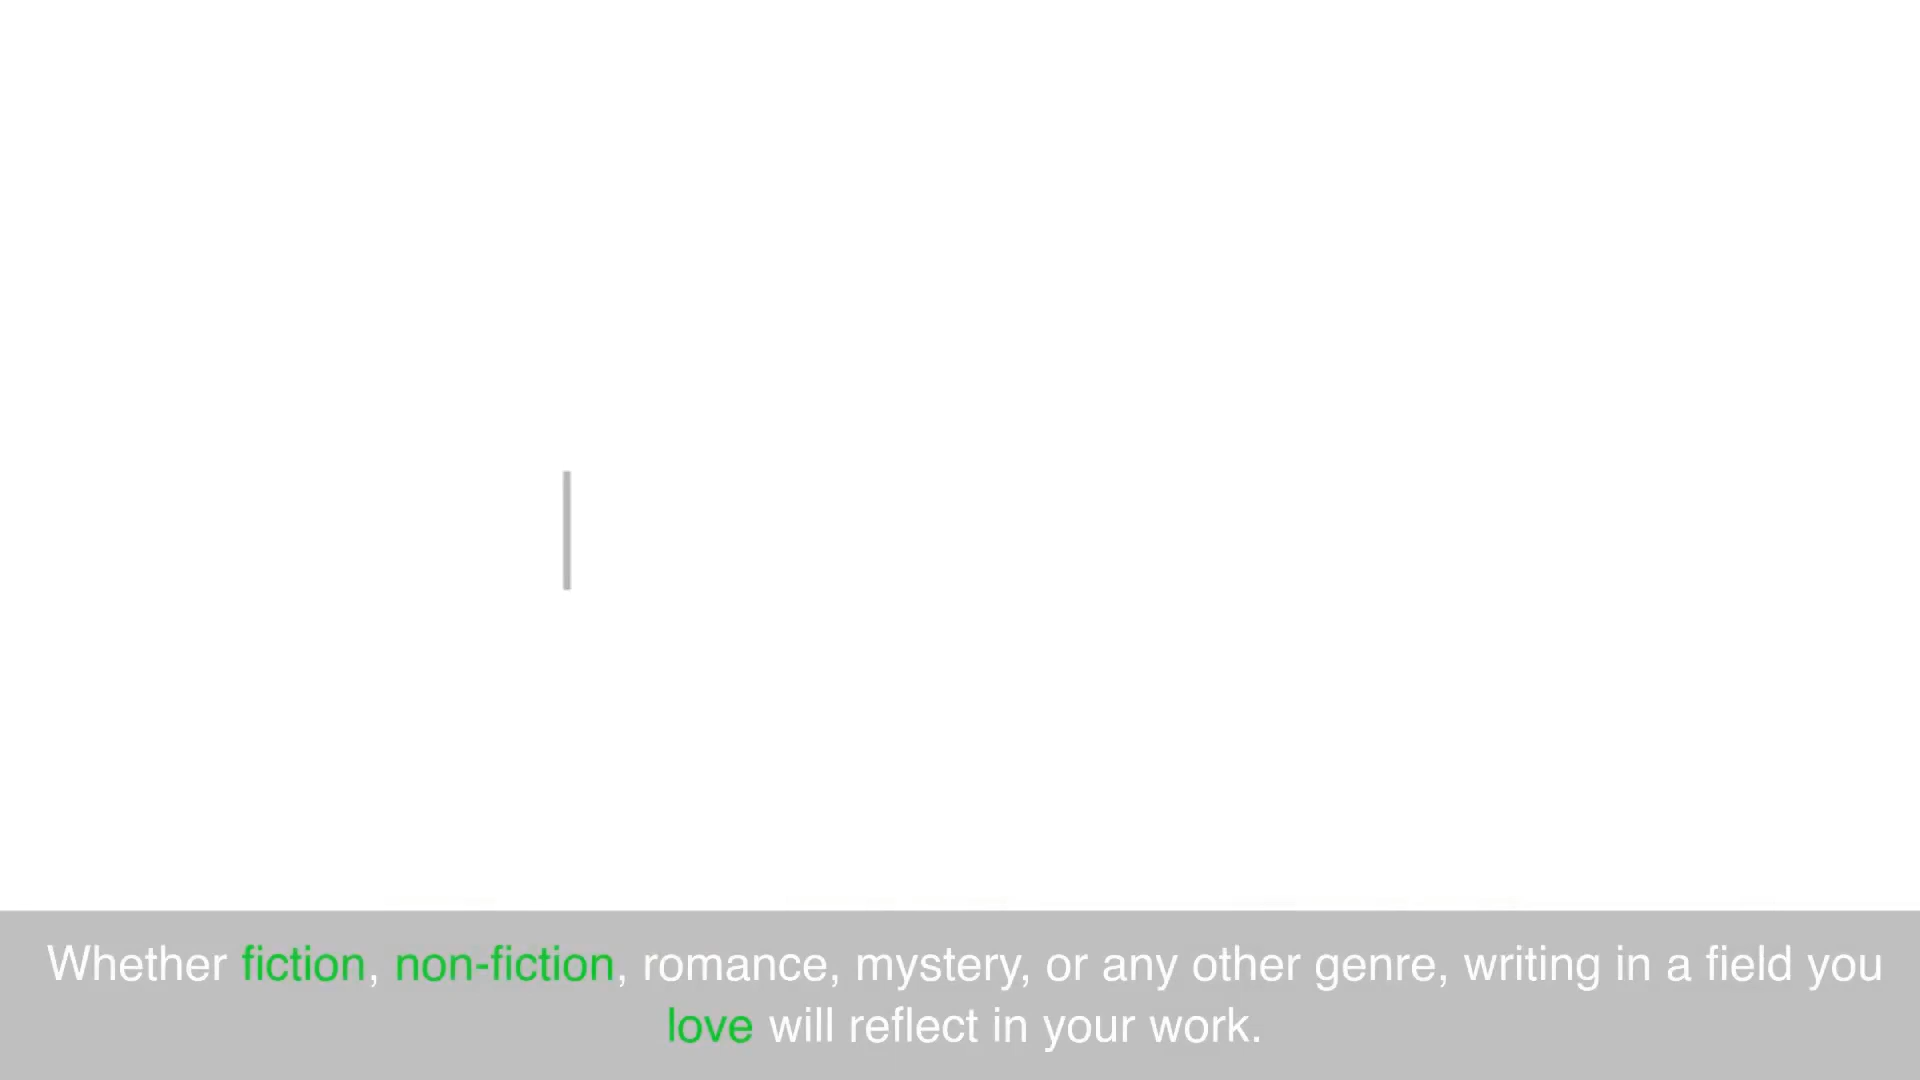 Whether fiction, non-fiction, romance, mystery, or any other genre, writing in a field you
love will reflect in your work.